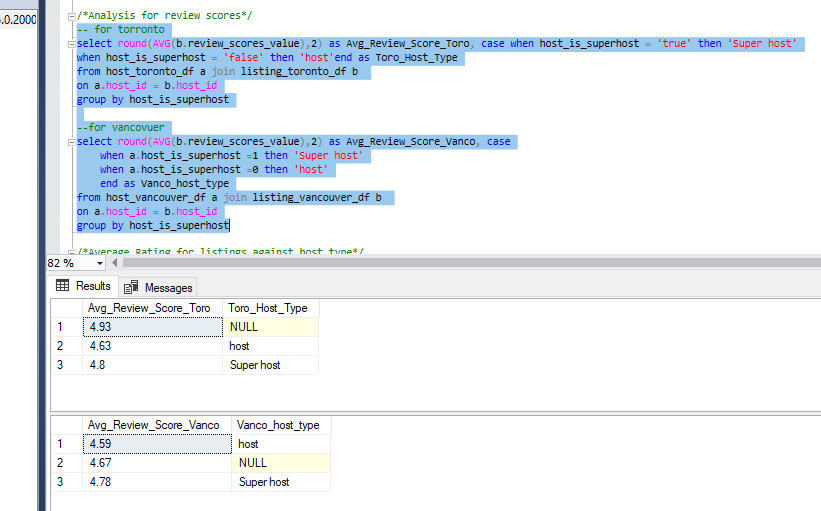 .0.2000
/*Analysis for review scores*/
-- for torronto
select round(AVG(b.review_scores_value),2) as Avg_Review_Score_Toro, case when host_is_superhost = 'true' then 'Super host'
when host_is_superhost = 'false' then 'host'end as Toro_Host_Type
from host_toronto_df a join listing_toronto_df b
on a.host_id = b.host_id
group by host_is_superhost
--for vancovuer
select round(AVG(b.review_scores_value),2) as Avg_Review_Score_Vanco, case
when a.host_is_superhost =1 then 'Super host'
when a.host_is_superhost =0 then 'host'
end as Vanco_host_type
from host_vancouver_df a join listing_vancouver_df b
on a.host_id = b.host_id
group by host_is_superhost
/*Average Rating for listings against host type*/
82 %
Results Messages
Avg_Review_Score_Toro Toro_Host_Type
1 4.93 NULL
2 4.63 host
3 4.8 Super host
Avg_Review_Score_Vanco Vanco_host_type
1 4.59 host
2 4.67 NULL
3 4.78 Super host